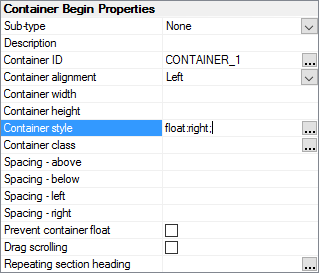 Container Begin Properties
Sub-type None
Description
Container ID CONTAINER_1 ...
Container alignment Left
Container width
Container height
Container style float:right; ...
Container class ...
Spacing - above
Spacing - below
Spacing - left
Spacing - right
Prevent container float
Drag scrolling
Repeating section heading ...